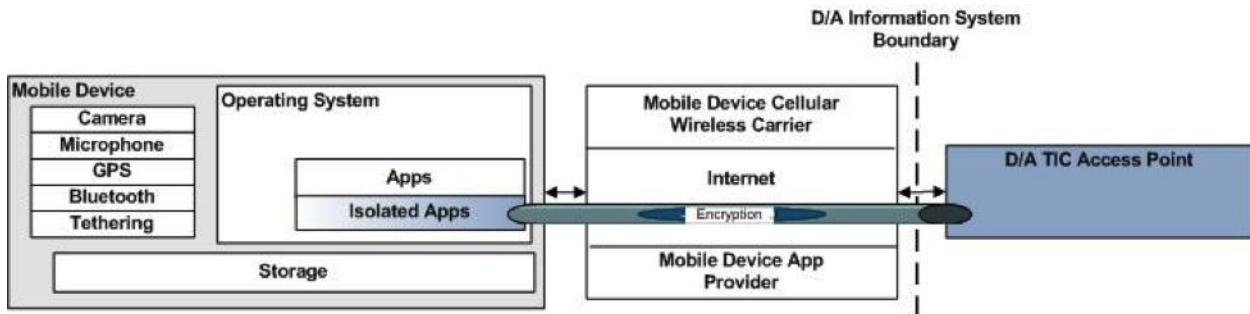 D/A Information System
Boundary
Mobile Device
Camera
Microphone
GPS
Bluetooth
Tethering
Operating System
Apps
Isolated Apps
Storage
Mobile Device Cellular
Wireless Carrier
Internet
Encryption
Mobile Device App
Provider
D/A TIC Access Point